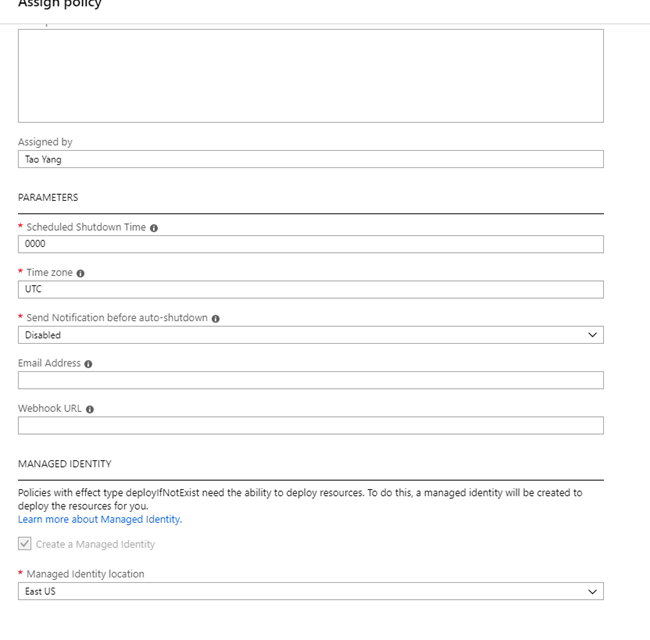 Assign policy
Assigned by
Tao Yang
PARAMETERS
* Scheduled Shutdown Time
0000
* Time zone
UTC
* Send Notification before auto-shutdown
Disabled
Email Address
Webhook URL
MANAGED IDENTITY
Policies with effect type deployIfNotExist need the ability to deploy resources. To do this, a managed identity will be created to
deploy the resources for you.
Learn more about Managed Identity.
Create a Managed Identity
* Managed Identity location
East US